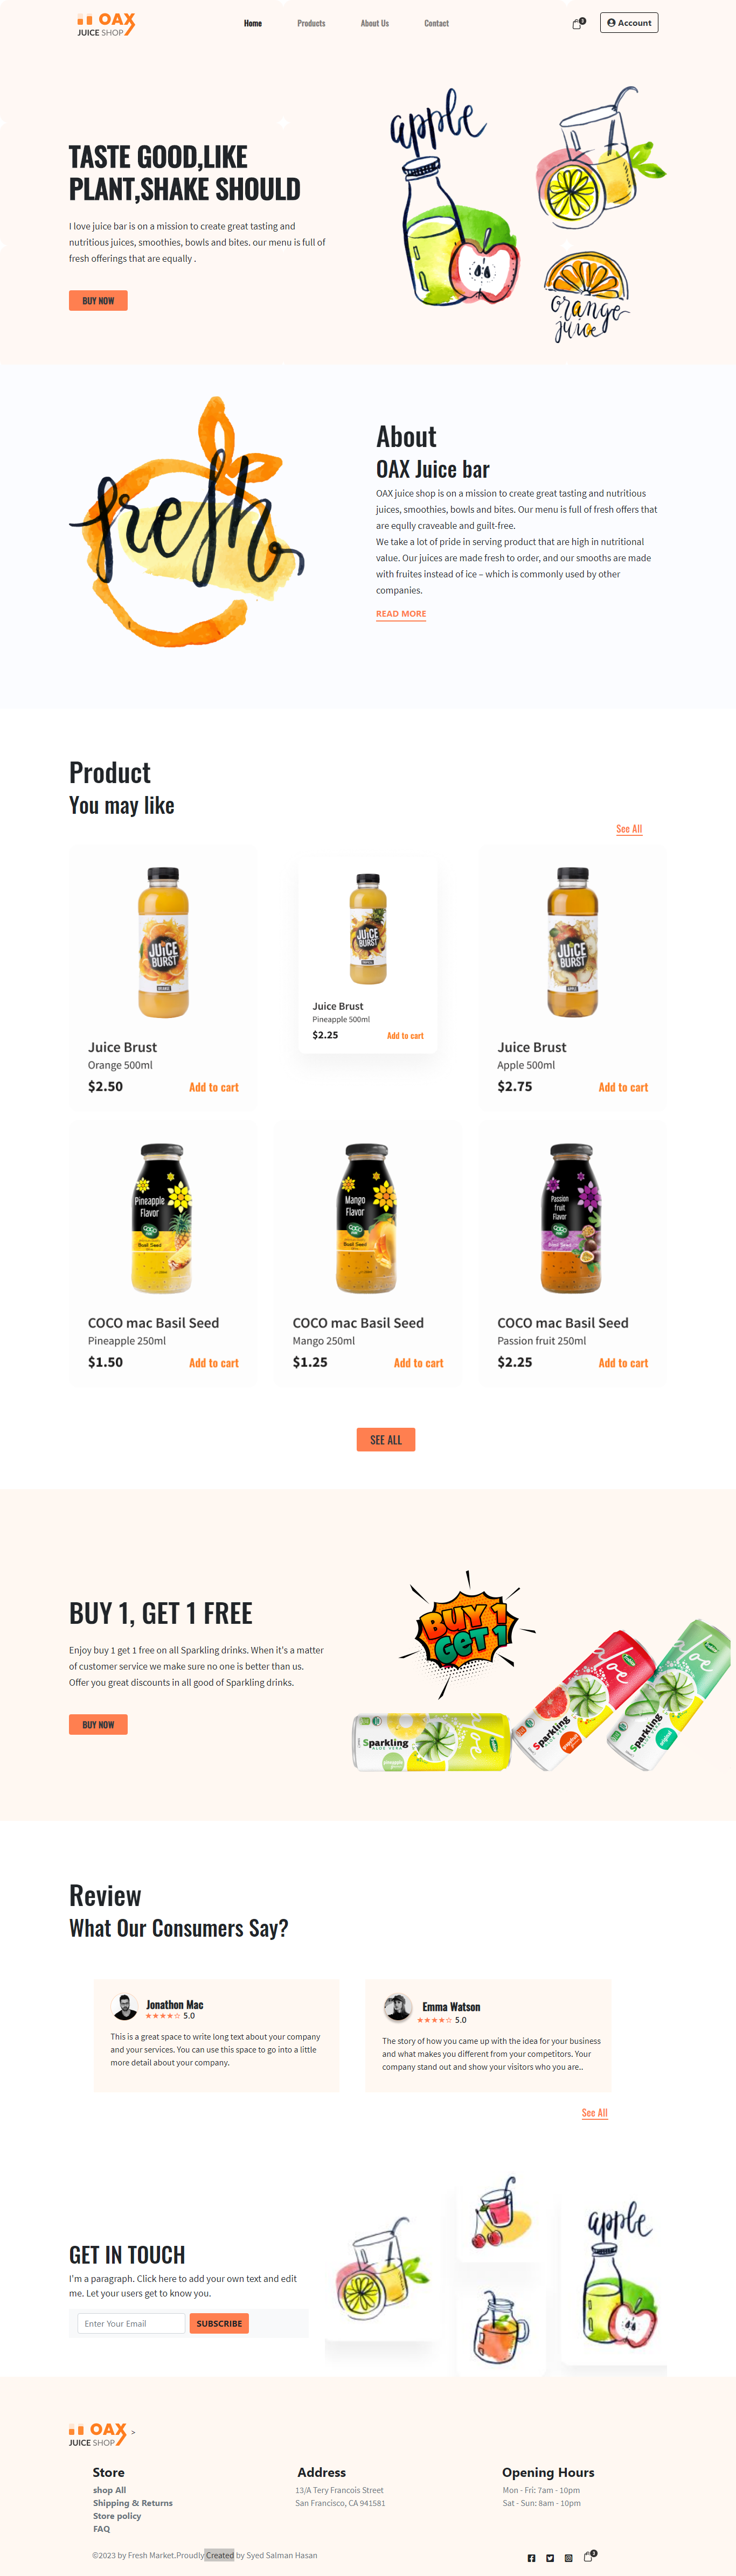 OAX
JUICE SHOP
Home Products About Us Contact
3
Account
TASTE GOOD,LIKE
PLANT,SHAKE SHOULD
I love juice bar is on a mission to create great tasting and
nutritious juices, smoothies, bowls and bites. our menu is full of
fresh offerings that are equally .
BUY NOW
apple
orange
juice
fresh
About
OAX Juice bar
OAX juice shop is on a mission to create great tasting and nutritious
juices, smoothies, bowls and bites. Our menu is full of fresh offers that
are eqully craveable and guilt-free.
We take a lot of pride in serving product that are high in nutritional
value. Our juices are made fresh to order, and our smooths are made
with fruites instead of ice – which is commonly used by other
companies.
READ MORE
Product
You may like
See All
JUICE
BURST
ORANGE
Juice Brust
Orange 500ml
$2.50 Add to cart
JUICE
BURST
Juice Brust
Pineapple 500ml
$2.25 Add to cart
JUICE
BURST
APPLE
Juice Brust
Apple 500ml
$2.75 Add to cart
Pineapple
Flavor
COCO
Basil Seed
COCO mac Basil Seed
Pineapple 250ml
$1.50 Add to cart
Mango
Flavor
COCO
Basil Seed
COCO mac Basil Seed
Mango 250ml
$1.25 Add to cart
Passion
fruit
Flavor
COCO
Basil Seed
COCO mac Basil Seed
Passion fruit 250ml
$2.25 Add to cart
SEE ALL
BUY 1, GET 1 FREE
Enjoy buy 1 get 1 free on all Sparkling drinks. When it's a matter
of customer service we make sure no one is better than us.
Offer you great discounts in all good of Sparkling drinks.
BUY NOW
BUY 1
GET 1
Sparkling
ALOE VERA
aloe
Sparkling
aloe
Sparkling
aloe
Review
What Our Consumers Say?
Jonathon Mac
5.0
This is a great space to write long text about your company
and your services. You can use this space to go into a little
more detail about your company.
Emma Watson
5.0
The story of how you came up with the idea for your business
and what makes you different from your competitors. Your
company stand out and show your visitors who you are..
See All
GET IN TOUCH
I'm a paragraph. Click here to add your own text and edit
me. Let your users get to know you.
Enter Your Email
SUBSCRIBE
apple
OAX
JUICE SHOP
>
Store
shop All
Shipping & Returns
Store policy
FAQ
Address
13/A Tery Francois Street
San Francisco, CA 941581
Opening Hours
Mon - Fri: 7am - 10pm
Sat - Sun: 8am - 10pm
©2023 by Fresh Market.Proudly Created by Syed Salman Hasan
3